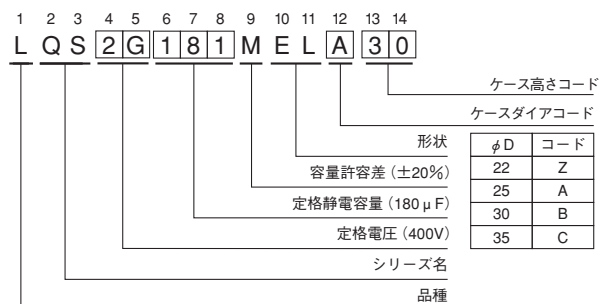 1 2 3 4 5 6 7 8 9 10 11 12 13 14
L Q S 2 G 1 8 1 M E L A 3 0
ケース高さコード
ケースダイアコード
形状
容量許容差 (±20%)
定格静電容量 (180μF)
定格電圧 (400V)
シリーズ名
品種
φD コード
22 Z
25 A
30 B
35 C